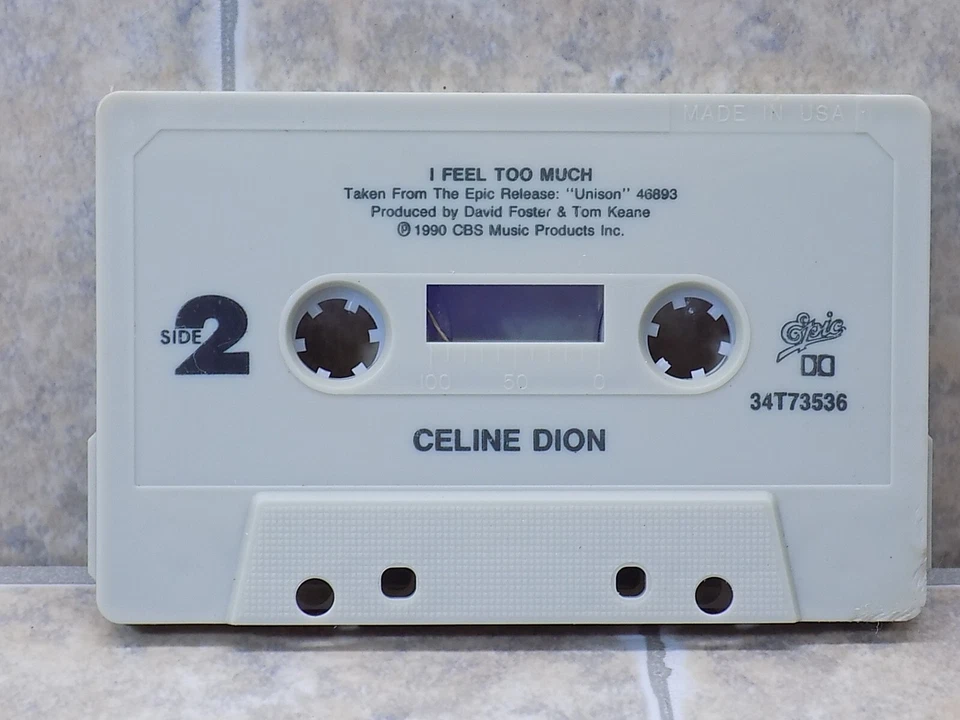 MADE IN USA
I FEEL TOO MUCH
Taken From The Epic Release: "Unison" 46893
Produced by David Foster & Tom Keane
Ⓟ 1990 CBS Music Products Inc.
SIDE 2
100 50 0
Epic
34T73536
CELINE DION